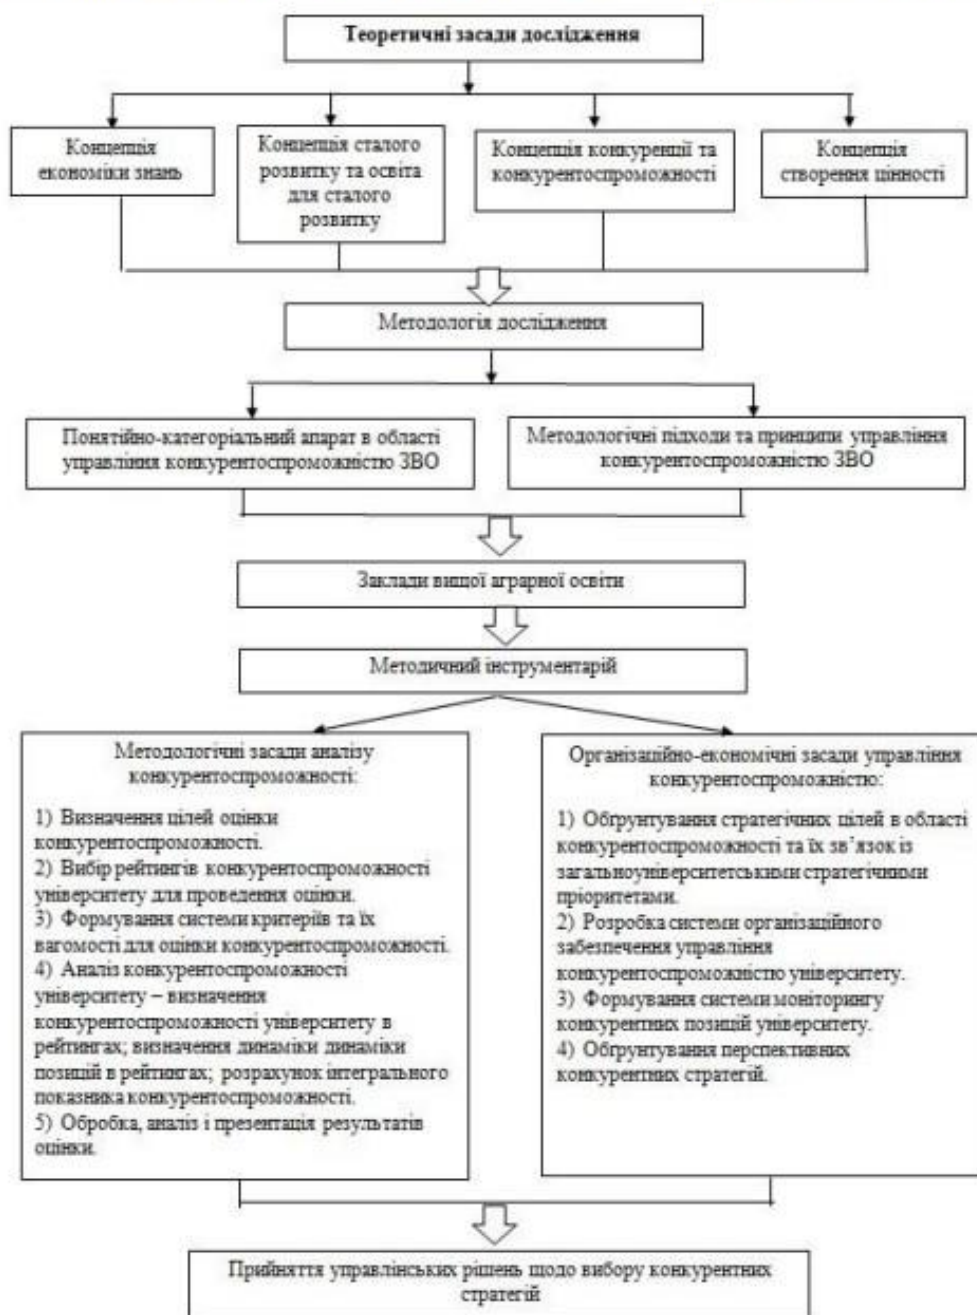 Теоретичні засади дослідження
Концепція
економіки знань
Концепція сталого
розвитку та освіта
для сталого
розвитку
Концепція конкуренції та
конкурентоспроможності
Концепція
створення цінності
Методологія дослідження
Понятійно-категоріальний апарат в області
управління конкурентоспроможністю ЗВО
Методологічні підходи та принципи управління
конкурентоспроможністю ЗВО
Заклади вищої аграрної освіти
Методичний інструментарій
Методологічні засади аналізу
конкурентоспроможності:
1) Визначення цілей оцінки
конкурентоспроможності.
2) Вибір рейтингів конкурентоспроможності
університету для проведення оцінки.
3) Формування системи критеріїв та їх
вагомості для оцінки конкурентоспроможності.
4) Аналіз конкурентоспроможності
університету – визначення
конкурентоспроможності університету в
рейтингах; визначення динаміки динаміки
позицій в рейтингах; розрахунок інтегрального
показника конкурентоспроможності.
5) Обробка, аналіз і презентація результатів
оцінки.
Організаційно-економічні засади управління
конкурентоспроможністю:
1) Обґрунтування стратегічних цілей в області
конкурентоспроможності та їх зв’язок із
загальноуніверситетськими стратегічними
пріоритетами.
2) Розробка системи організаційного
забезпечення управління
конкурентоспроможністю університету.
3) Формування системи моніторингу
конкурентних позицій університету.
4) Обґрунтування перспективних
конкурентних стратегій.
Прийняття управлінських рішень щодо вибору конкурентних
стратегій